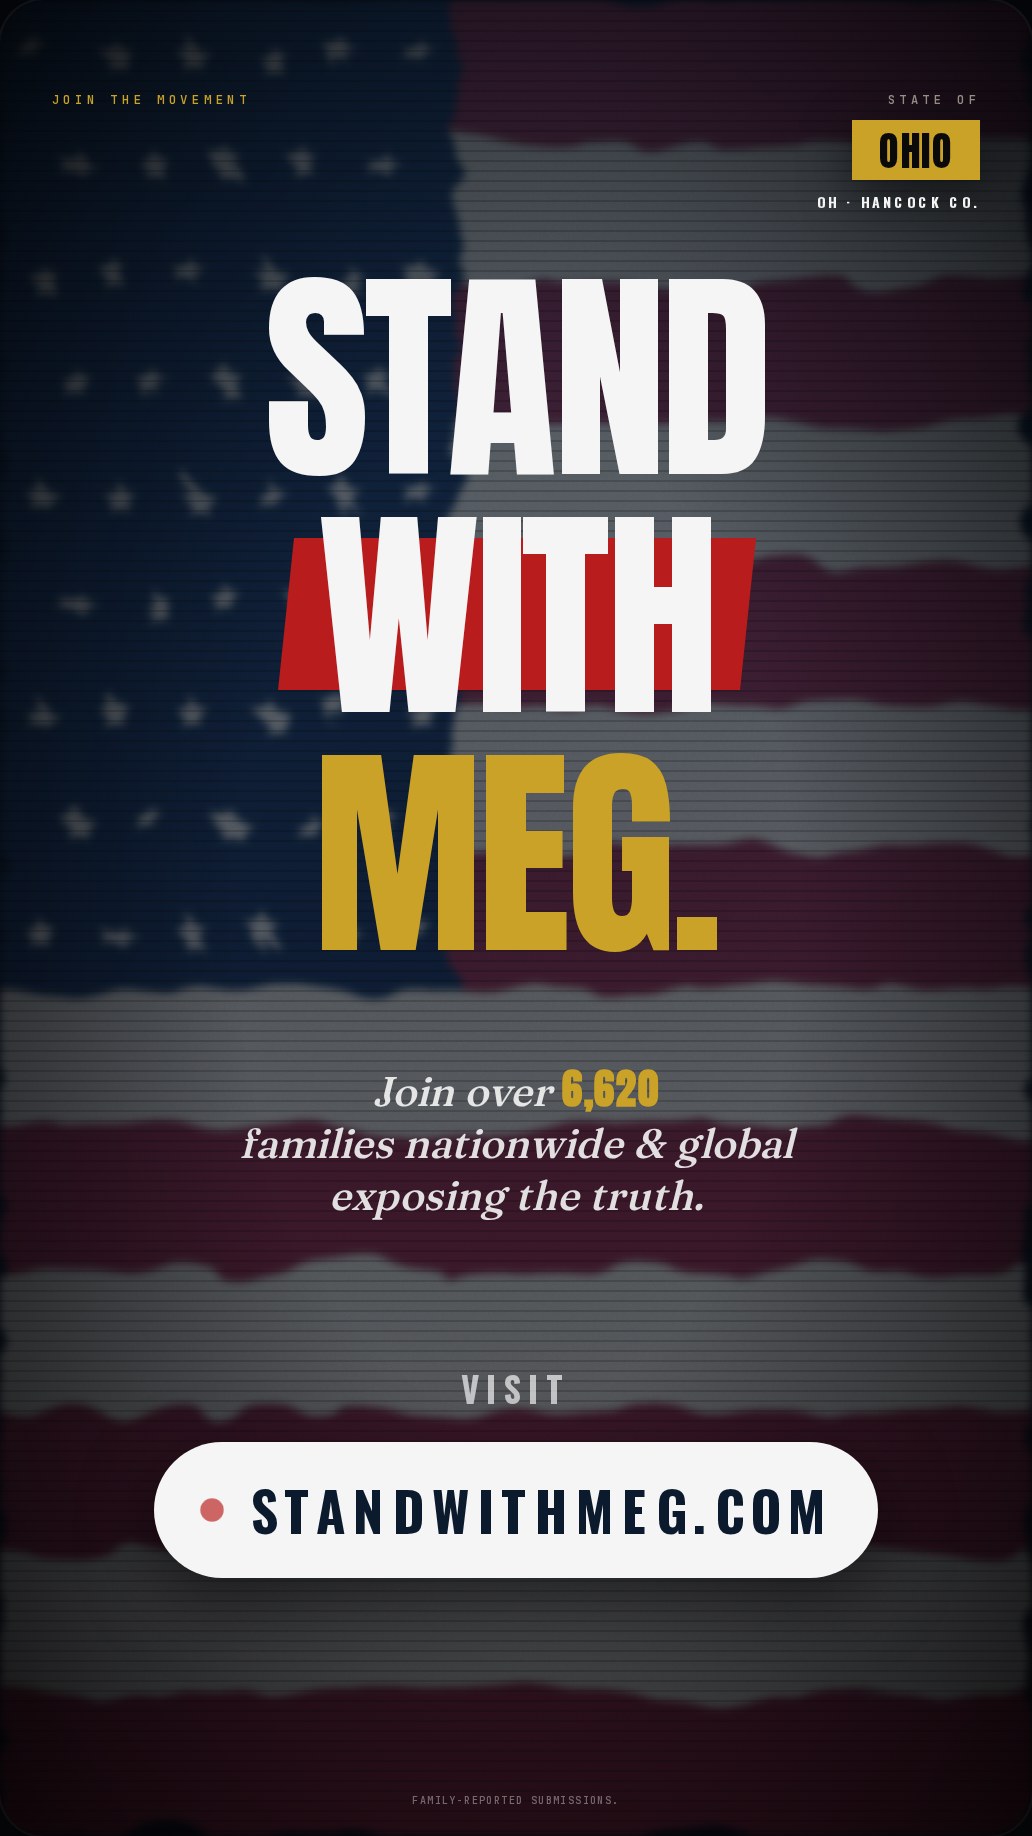 JOIN THE MOVEMENT
STATE OF
OHIO
OH · HANCOCK CO.
STAND
WITH
MEG.
Join over 6,620
families nationwide & global
exposing the truth.
VISIT
STANDWITHMEG.COM
FAMILY-REPORTED SUBMISSIONS.